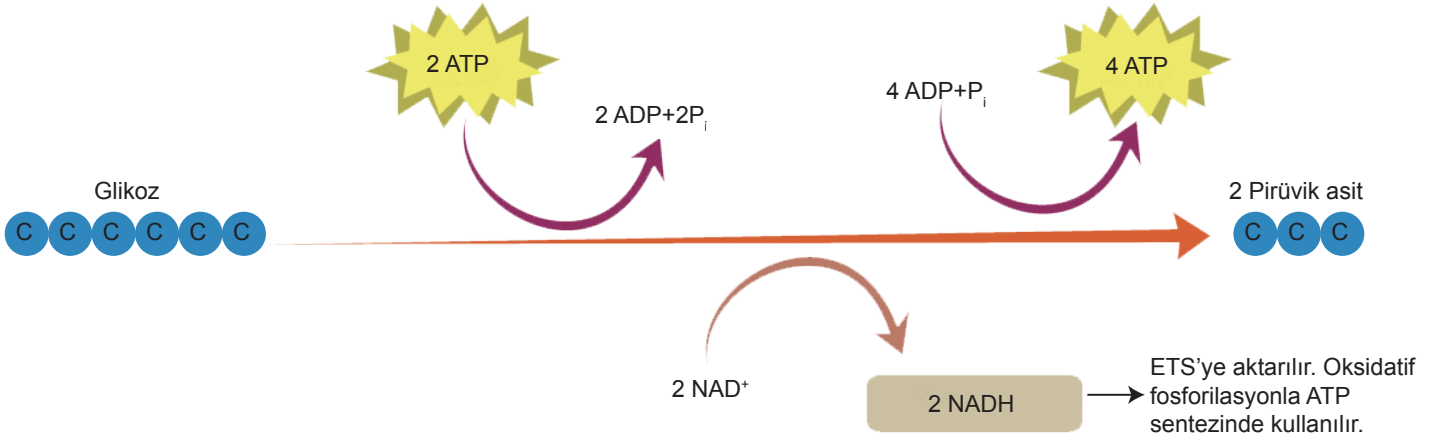 2 ATP
4 ATP
2 ADP+2Pi
4 ADP+Pi
Glikoz
2 Pirüvik asit
C C C C C C
C C C
2 NAD+
2 NADH
ETS’ye aktarılır. Oksidatif
fosforilasyonla ATP
sentezinde kullanılır.